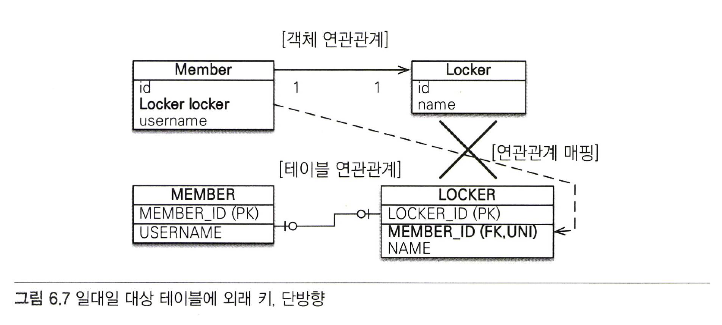 [객체 연관관계]
Member
Locker
id
1
1
id
Locker locker
name
username
[연관관계 매핑]
[테이블 연관관계]
MEMBER
LOCKER
MEMBER_ID (PK)
LOCKER_ID (PK)
USERNAME
MEMBER_ID (FK,UNI)
NAME
그림 6.7 일대일 대상 테이블에 외래 키, 단방향